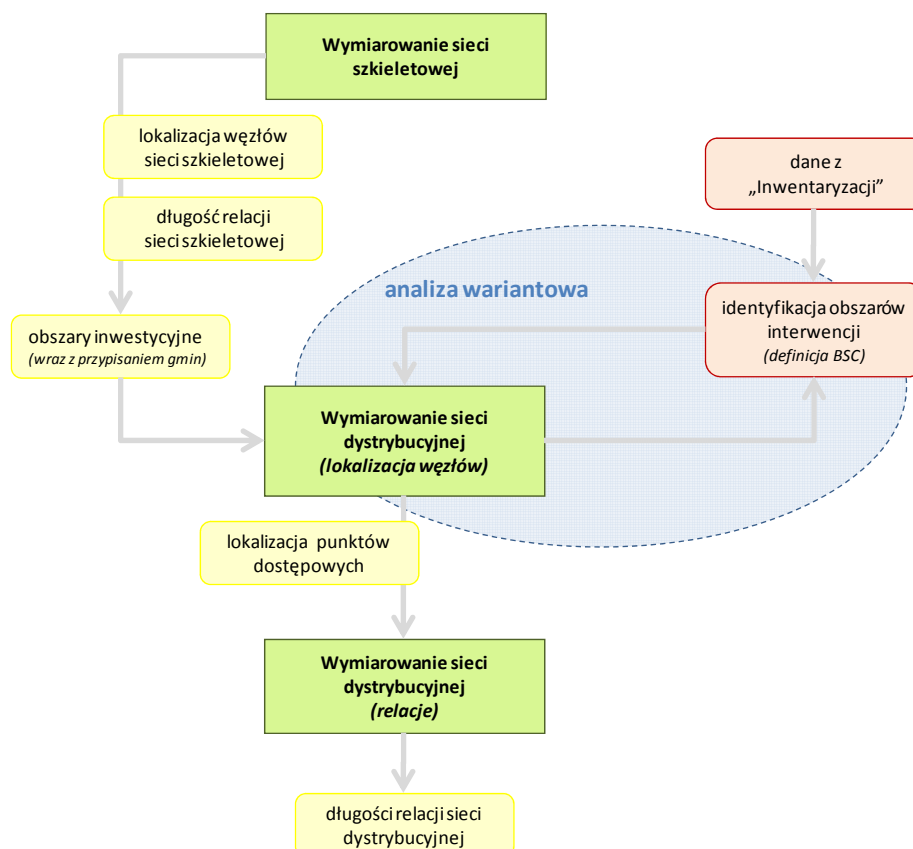 Wymiarowanie sieci
szkieletowej
lokalizacja węzłów
sieci szkieletowej
dane z
„Inwentaryzacji”
długość relacji
sieci szkieletowej
analiza wariantowa
identyfikacja obszarów
interwencji
(definicja BSC)
obszary inwestycyjne
(wraz z przypisaniem gmin)
Wymiarowanie sieci
dystrybucyjnej
(lokalizacja węzłów)
lokalizacja punktów
dostępowych
Wymiarowanie sieci
dystrybucyjnej
(relacje)
długości relacji sieci
dystrybucyjnej